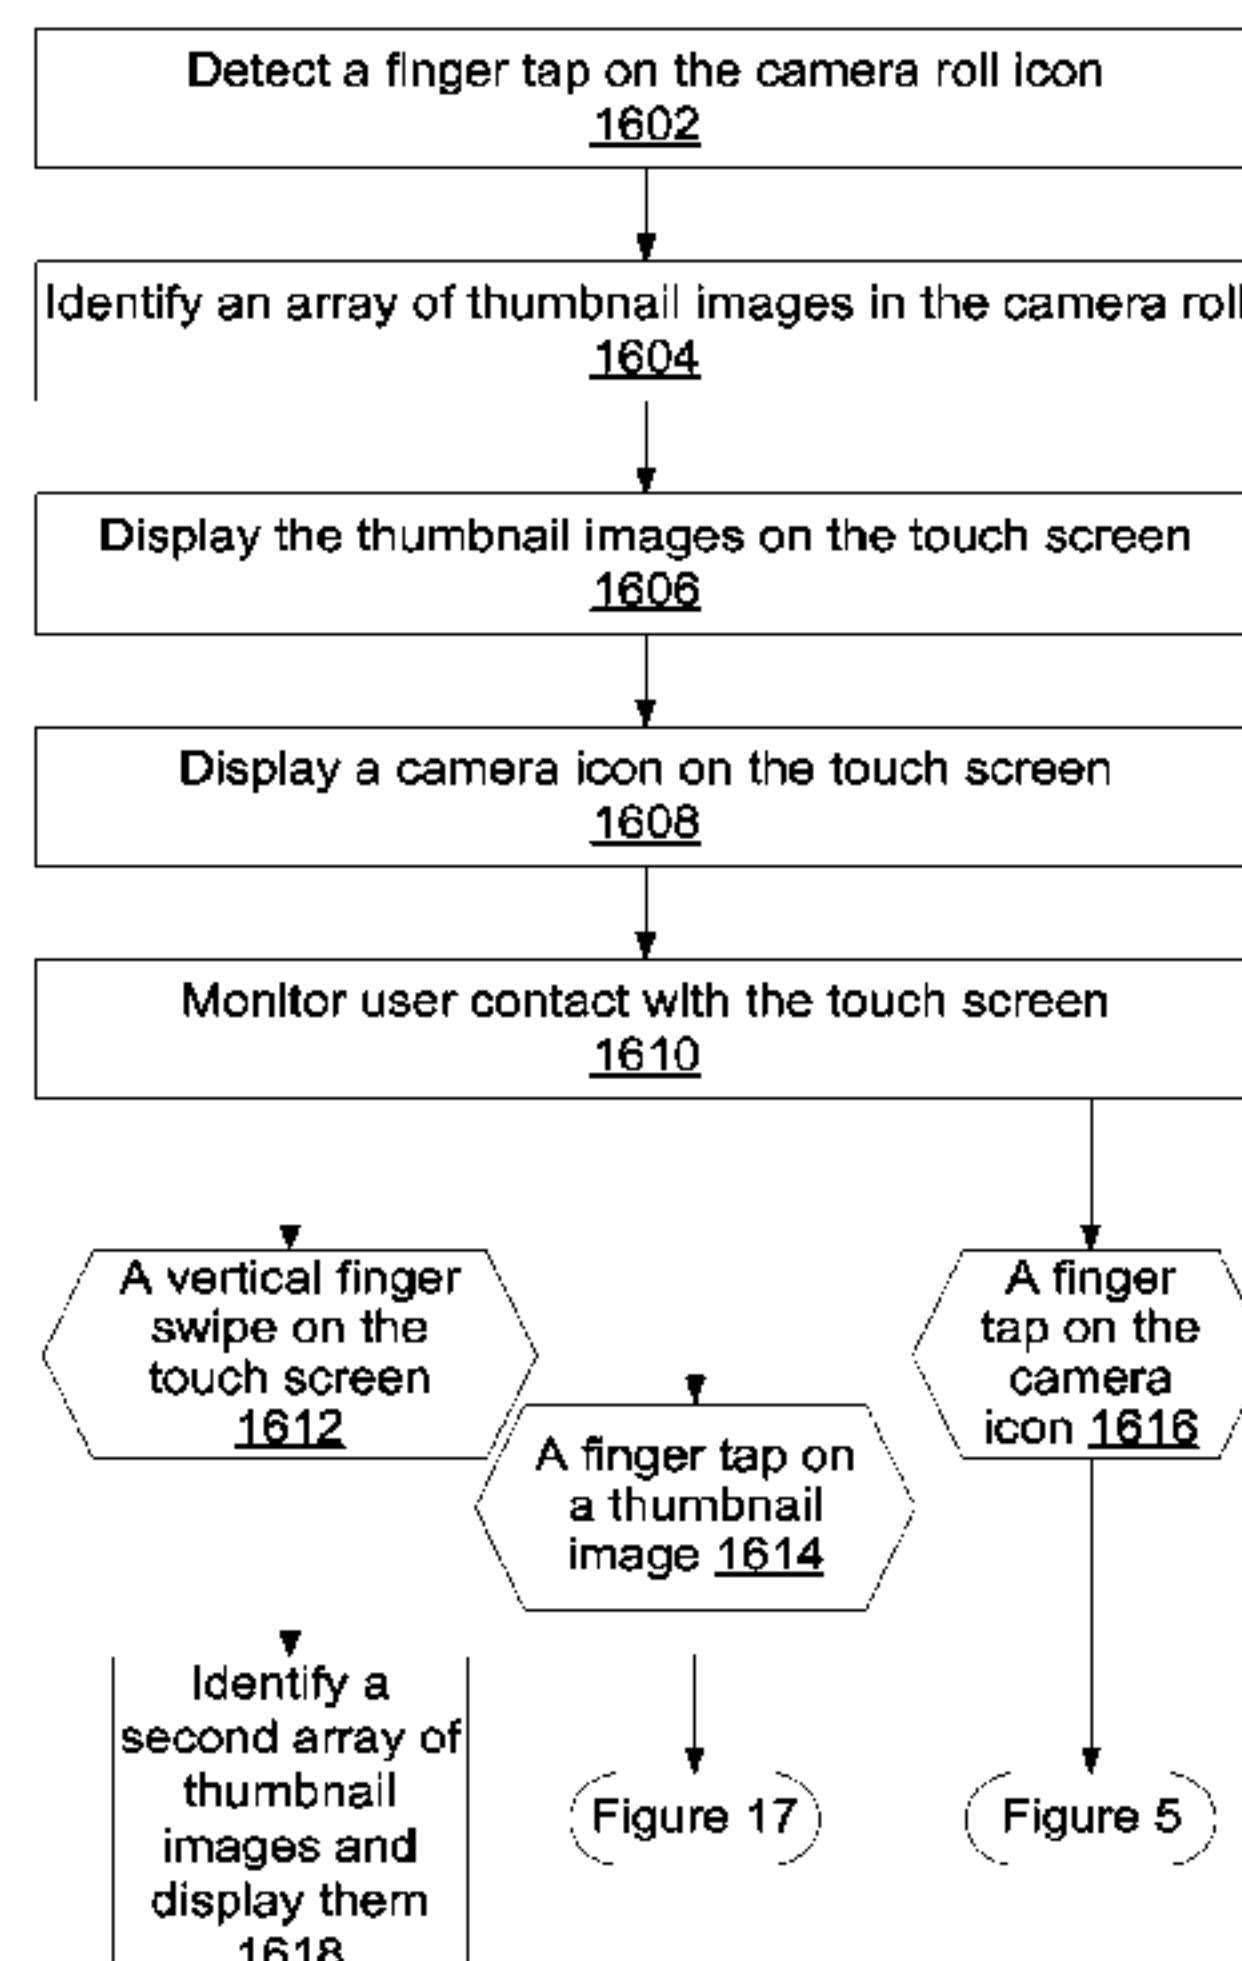 Detect a finger tap on the camera roll icon
1602
Identify an array of thumbnail images in the camera roll
1604
Display the thumbnail images on the touch screen
1606
Display a camera icon on the touch screen
1608
Monitor user contact with the touch screen
1610
A vertical finger
swipe on the
touch screen
1612
A finger tap on
a thumbnail
image 1614
A finger
tap on the
camera
icon 1616
Identify a
second array of
thumbnail
images and
display them
1618
Figure 17
Figure 5